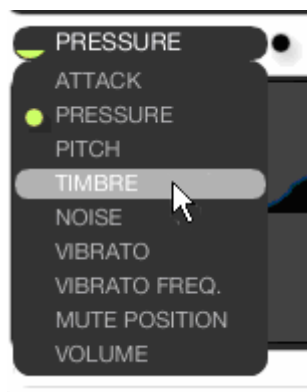 PRESSURE
ATTACK
PRESSURE
PITCH
TIMBRE
NOISE
VIBRATO
VIBRATO FREQ.
MUTE POSITION
VOLUME